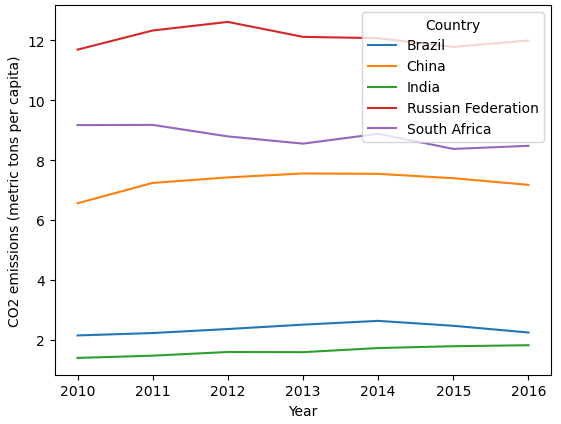 Country
Brazil
China
India
Russian Federation
South Africa
CO2 emissions (metric tons per capita)
12
10
8
6
4
2
2010 2011 2012 2013 2014 2015 2016
Year